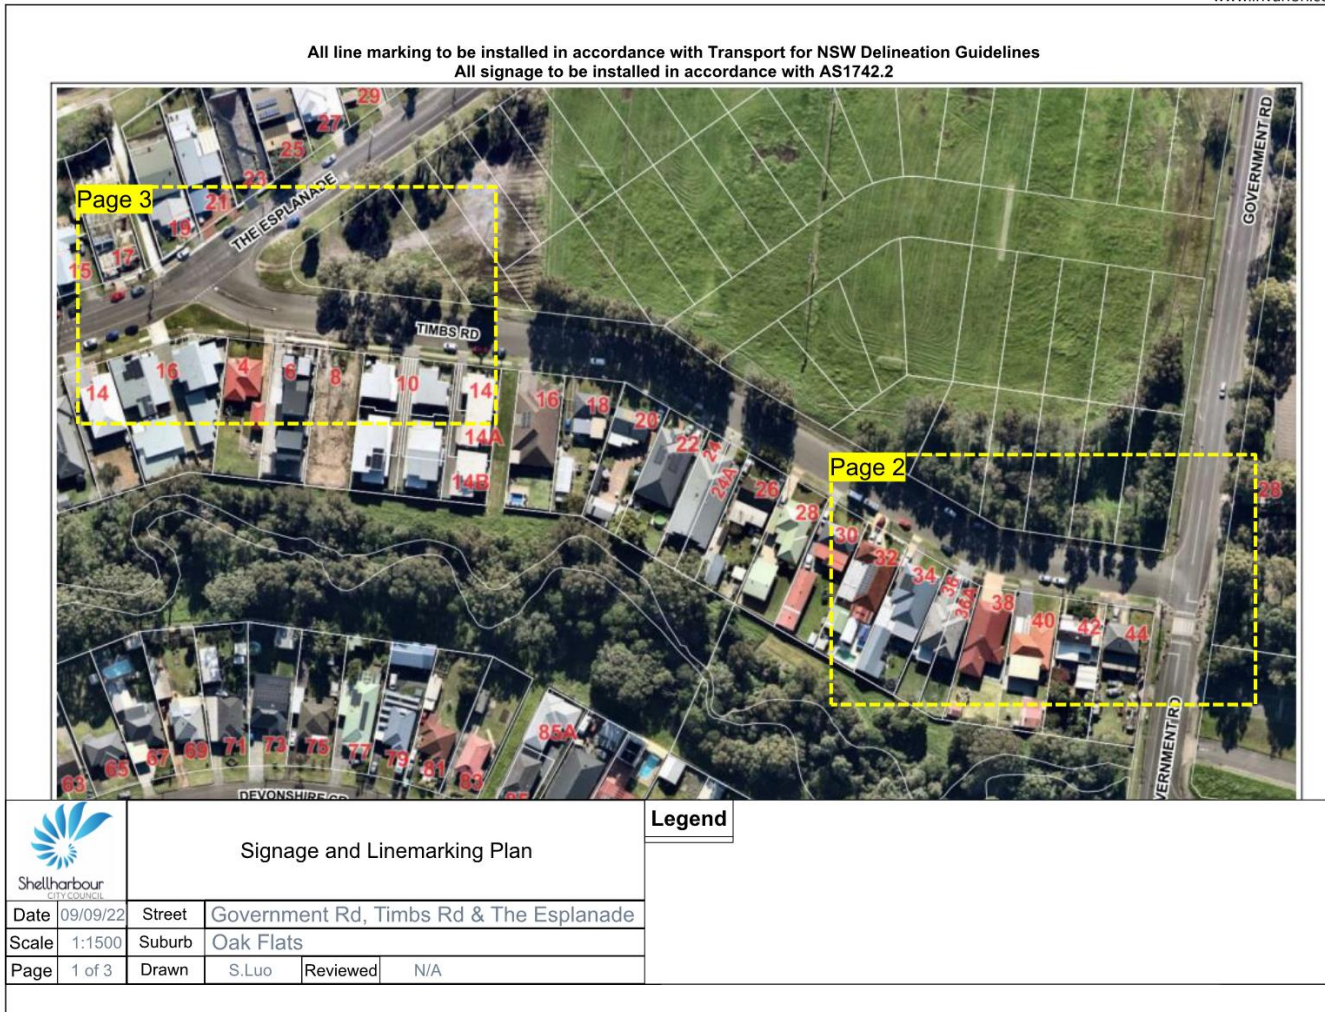 All line marking to be installed in accordance with Transport for NSW Delineation Guidelines
All signage to be installed in accordance with AS1742.2
29
27
25
23
Page 3
21
19
17
15
THE ESPLANADE
GOVERNMENT RD
TIMBS RD
14
16
4
6
8
10
14
14A
14B
16
18
20
22
24
24A
26
28
Page 2
28
30
32
34
36
36A
38
40
42
44
63
65
67
69
71
73
75
77
79
81
83
85A
DEVONSHIRE
VERNMENT RD
Shellharbour
CITY COUNCIL
Signage and Linemarking Plan
Legend
Date 09/09/22 Street Government Rd, Timbs Rd & The Esplanade
Scale 1:1500 Suburb Oak Flats
Page 1 of 3 Drawn S.Luo Reviewed N/A